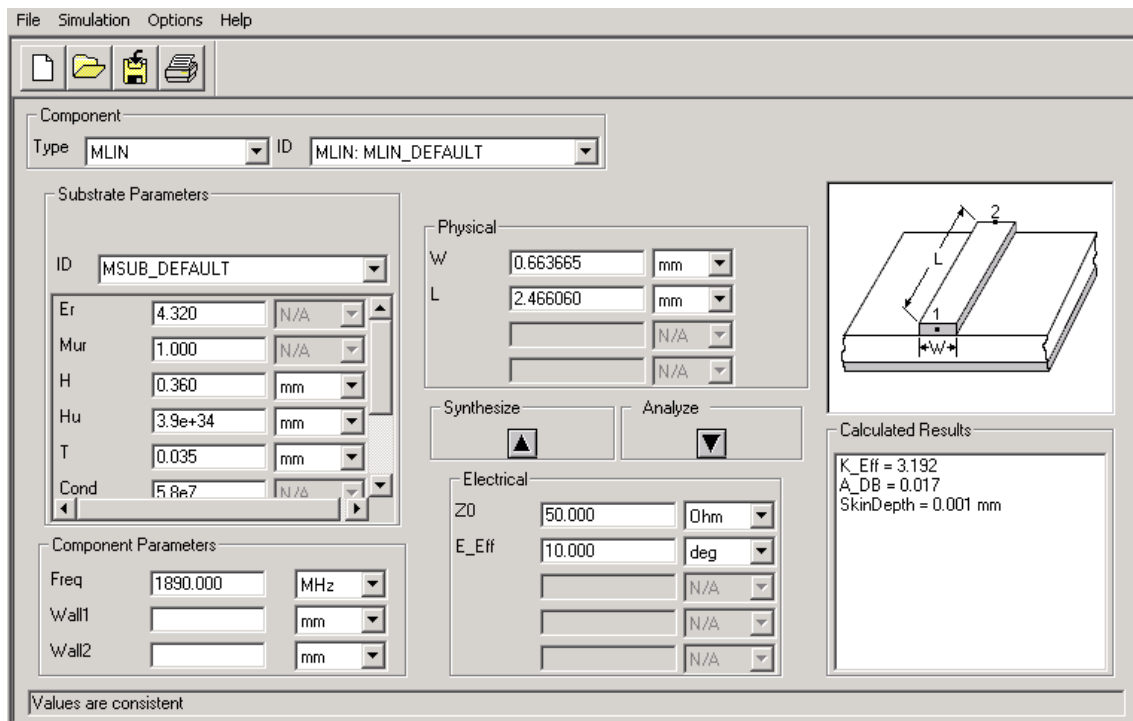 File Simulation Options Help
Component
Type MLIN ID MLIN: MLIN_DEFAULT
Substrate Parameters
ID MSUB_DEFAULT
Er 4.320 N/A
Mur 1.000 N/A
H 0.360 mm
Hu 3.9e+34 mm
T 0.035 mm
Cond 5.8e7 N/A
Component Parameters
Freq 1890.000 MHz
Wall1 mm
Wall2 mm
Physical
W 0.663665 mm
L 2.466060 mm
N/A
N/A
Synthesize Analyze
Electrical
Z0 50.000 Ohm
E_Eff 10.000 deg
N/A
N/A
N/A
2
L
1
W
Calculated Results
K_Eff = 3.192
A_DB = 0.017
SkinDepth = 0.001 mm
Values are consistent